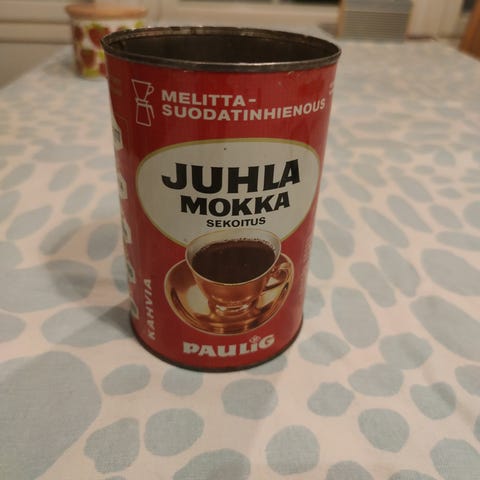 MELITTA-
SUODATINHIENOUS
JUHLA
MOKKA
SEKOITUS
KAHVIA
PAULIG